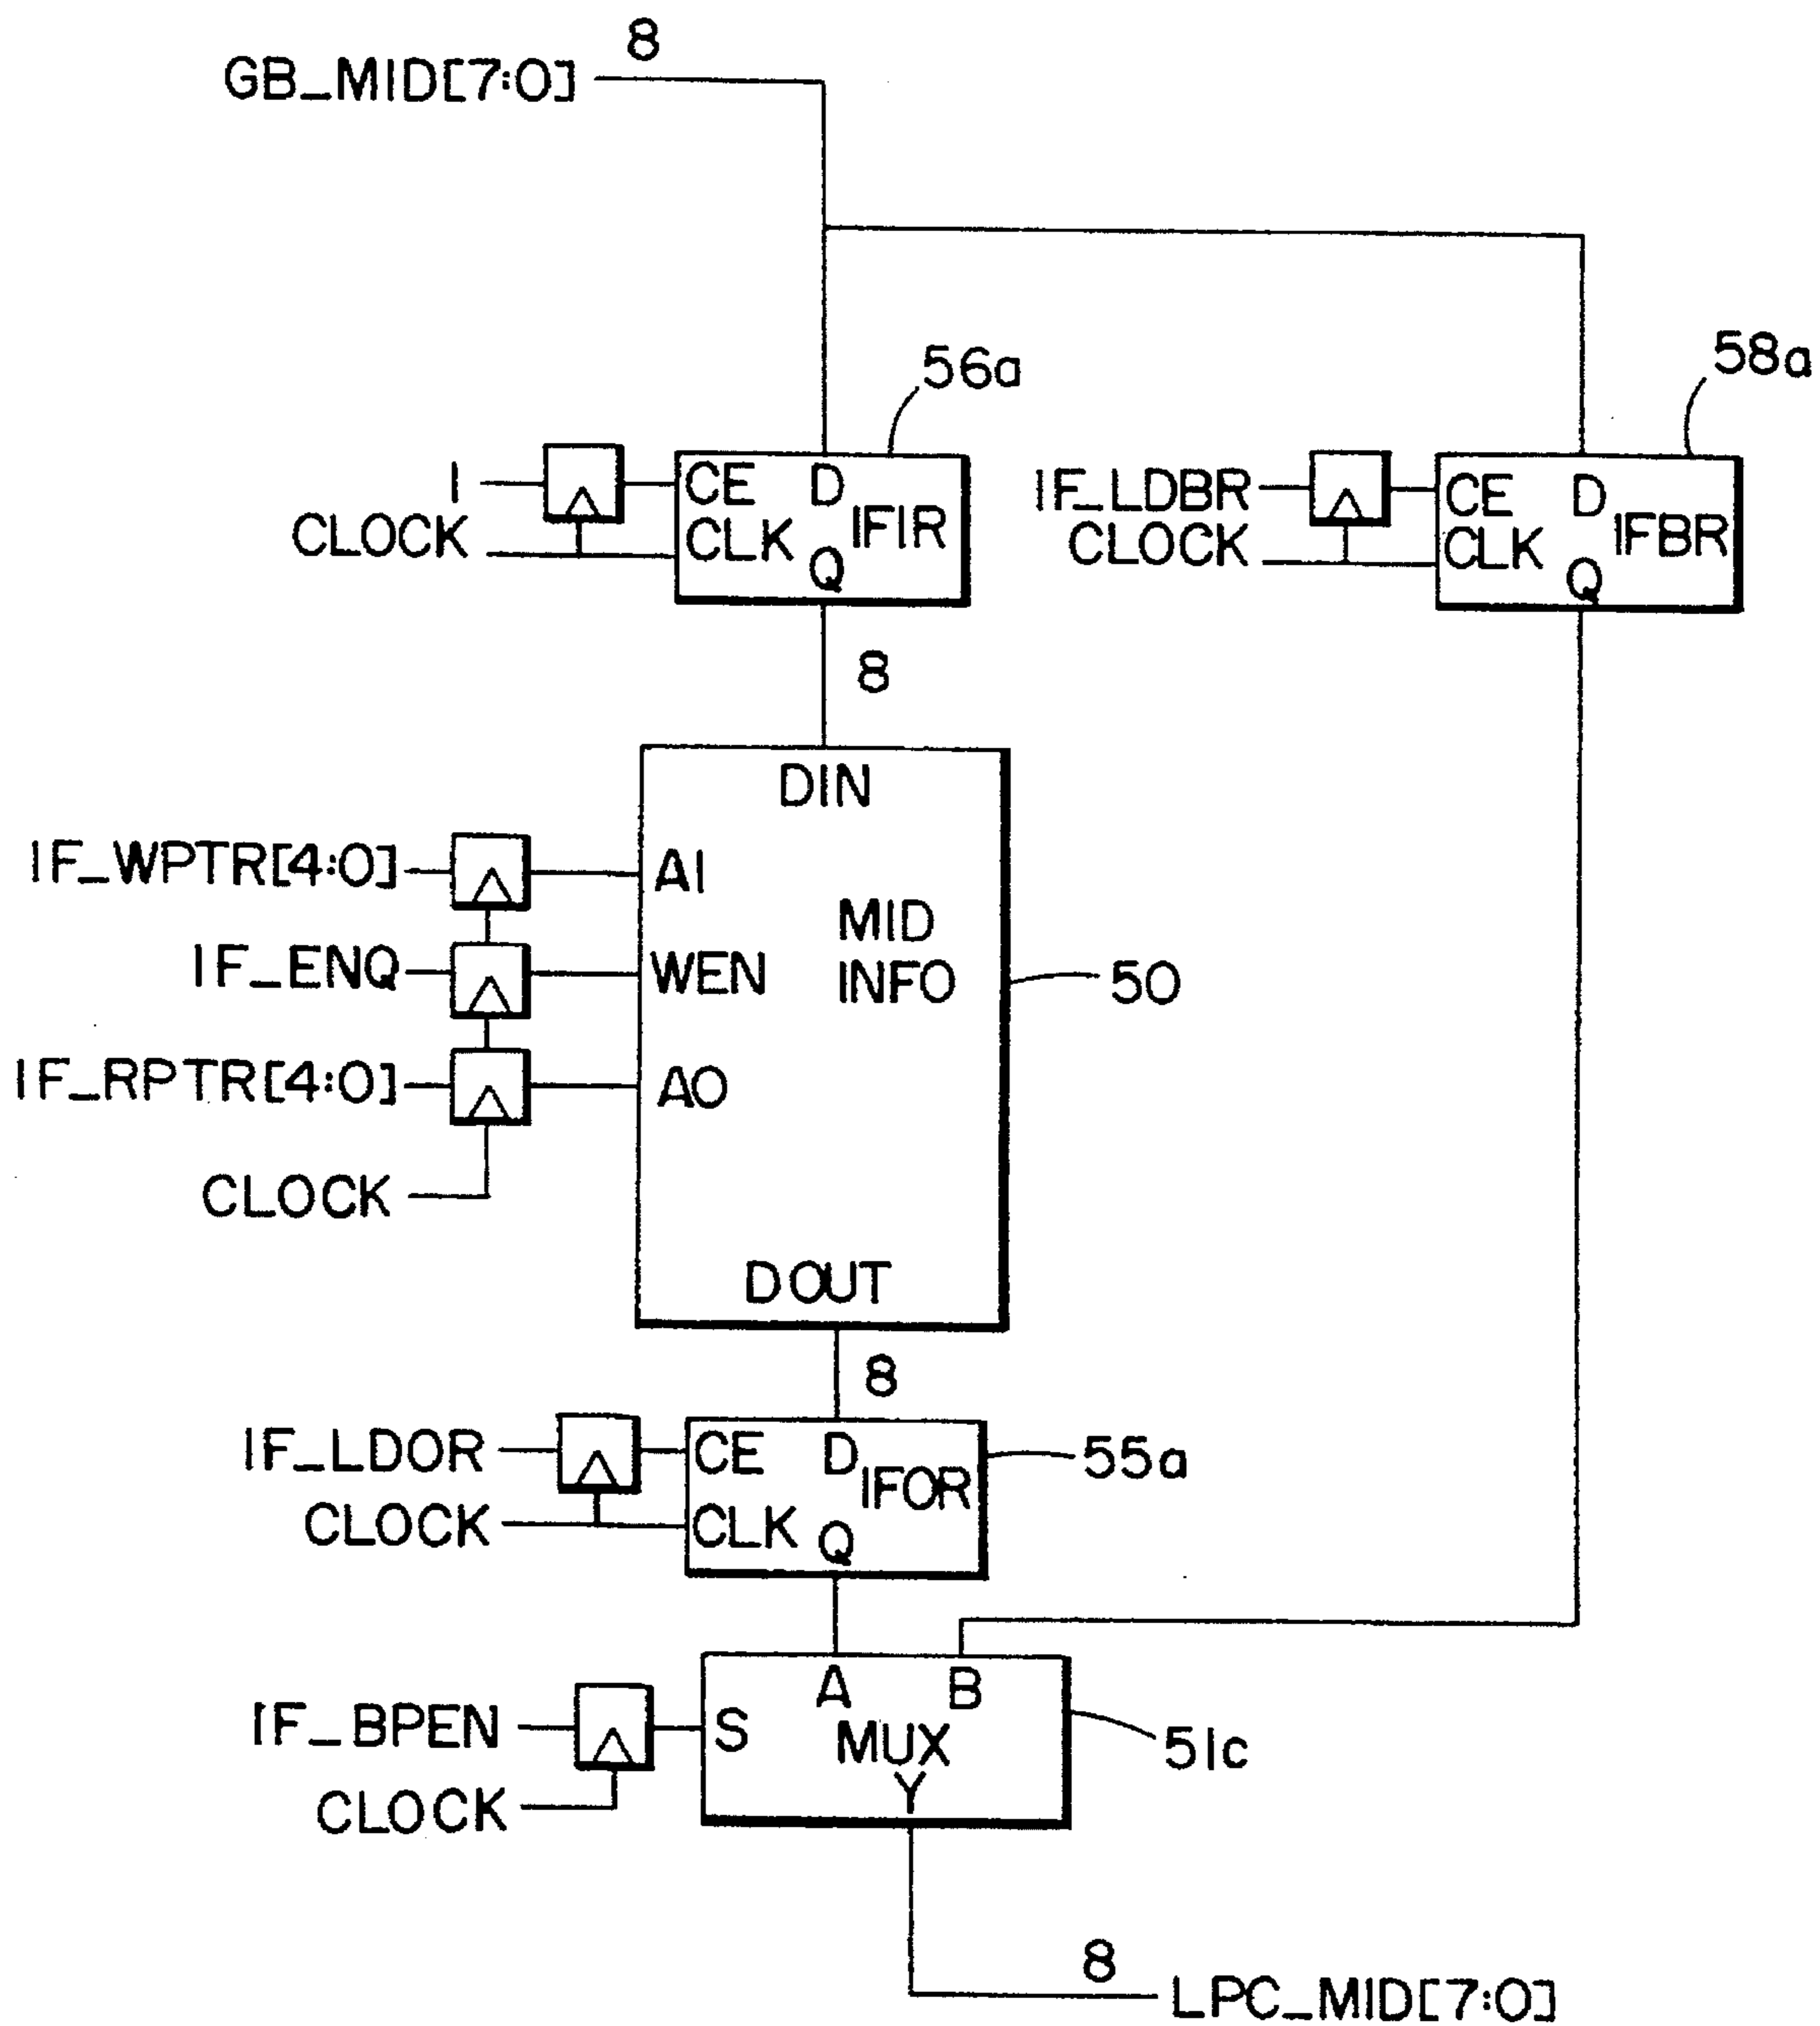 8
GB_MID[7:0]
56a
58a
1
CLOCK
CE D
CLK IFIR
Q
IF_LDBR
CLOCK
CE D
CLK IFBR
Q
8
DIN
IF_WPTR[4:0]
A1
MID
INFO
IF_ENQ
WEN
50
IF_RPTR[4:0]
AO
CLOCK
DOUT
8
IF_LDOR
CE D
IFOR
55a
CLOCK
CLK Q
A B
IF_BPEN
S
MUX
51c
Y
CLOCK
8
LPC_MID[7:0]